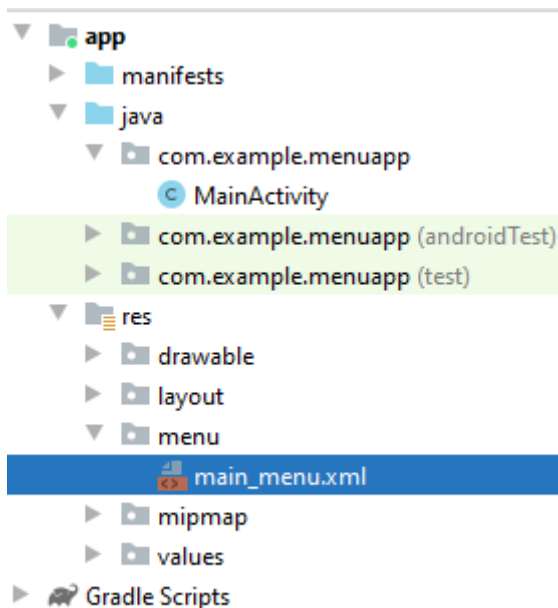 app
manifests
java
com.example.menuapp
C MainActivity
com.example.menuapp (androidTest)
com.example.menuapp (test)
res
drawable
layout
menu
main_menu.xml
mipmap
values
Gradle Scripts